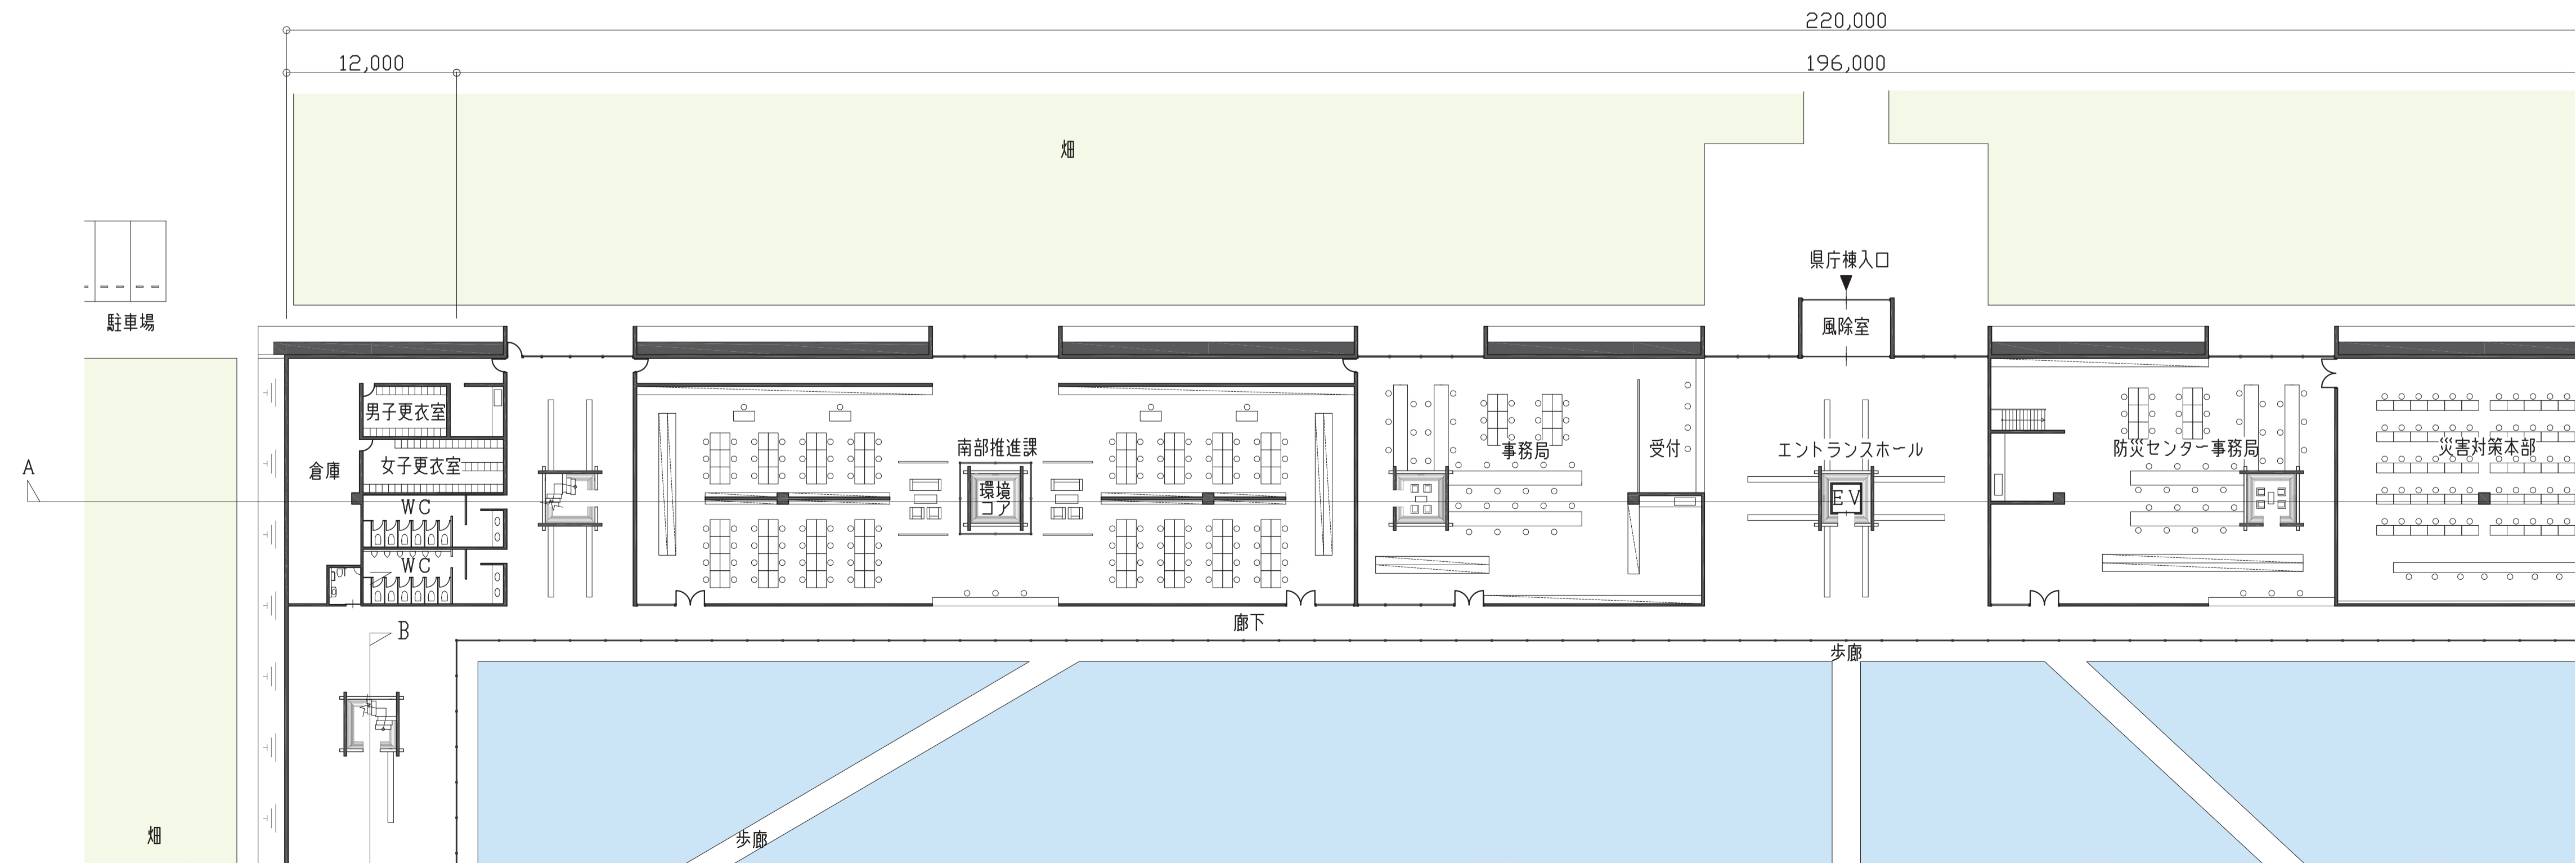 220,000
12,000
196,000
畑
県庁棟入口
駐車場
風除室
男子更衣室
南部推進課
事務局
受付
エントランスホール
防災センター事務局
災害対策本部
女子更衣室
倉庫
A
環境
コア
EV
WC
WC
廊下
B
歩廊
畑
歩廊